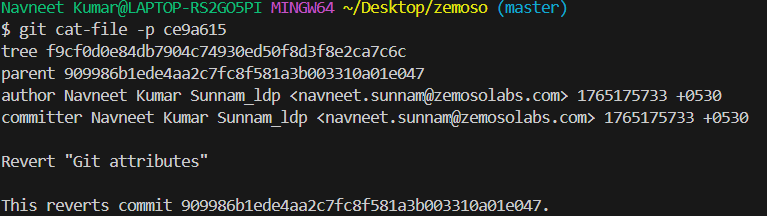 Navneet Kumar@LAPTOP-RS2GO5PI MINGW64 ~/Desktop/zemoso (master)
$ git cat-file -p ce9a615
tree f9cf0d0e84db7904c74930ed50f8d3f8e2ca7c6c
parent 909986b1ede4aa2c7fc8f581a3b003310a01e047
author Navneet Kumar Sunnam_ldp <navneet.sunnam@zemosolabs.com> 1765175733 +0530
committer Navneet Kumar Sunnam_ldp <navneet.sunnam@zemosolabs.com> 1765175733 +0530

Revert "Git attributes"

This reverts commit 909986b1ede4aa2c7fc8f581a3b003310a01e047.